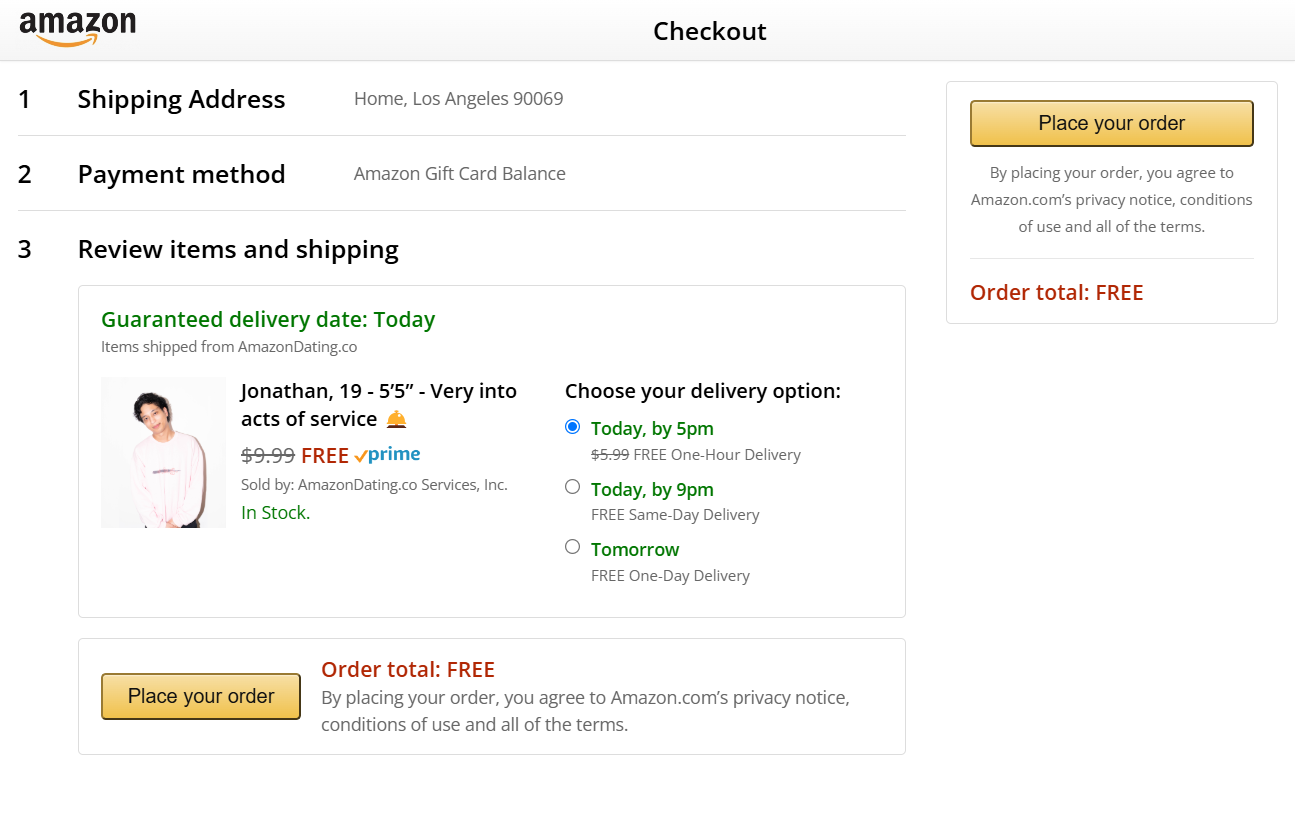 amazon
Checkout
1 Shipping Address Home, Los Angeles 90069
2 Payment method Amazon Gift Card Balance
3 Review items and shipping
Guaranteed delivery date: Today
Items shipped from AmazonDating.co
Jonathan, 19 - 5’5” - Very into
acts of service 🛎️
$9.99 FREE prime
Sold by: AmazonDating.co Services, Inc.
In Stock.
Choose your delivery option:
Today, by 5pm
$5.99 FREE One-Hour Delivery
Today, by 9pm
FREE Same-Day Delivery
Tomorrow
FREE One-Day Delivery
Place your order
Order total: FREE
By placing your order, you agree to Amazon.com’s privacy notice,
conditions of use and all of the terms.
Place your order
By placing your order, you agree to
Amazon.com’s privacy notice, conditions
of use and all of the terms.
Order total: FREE